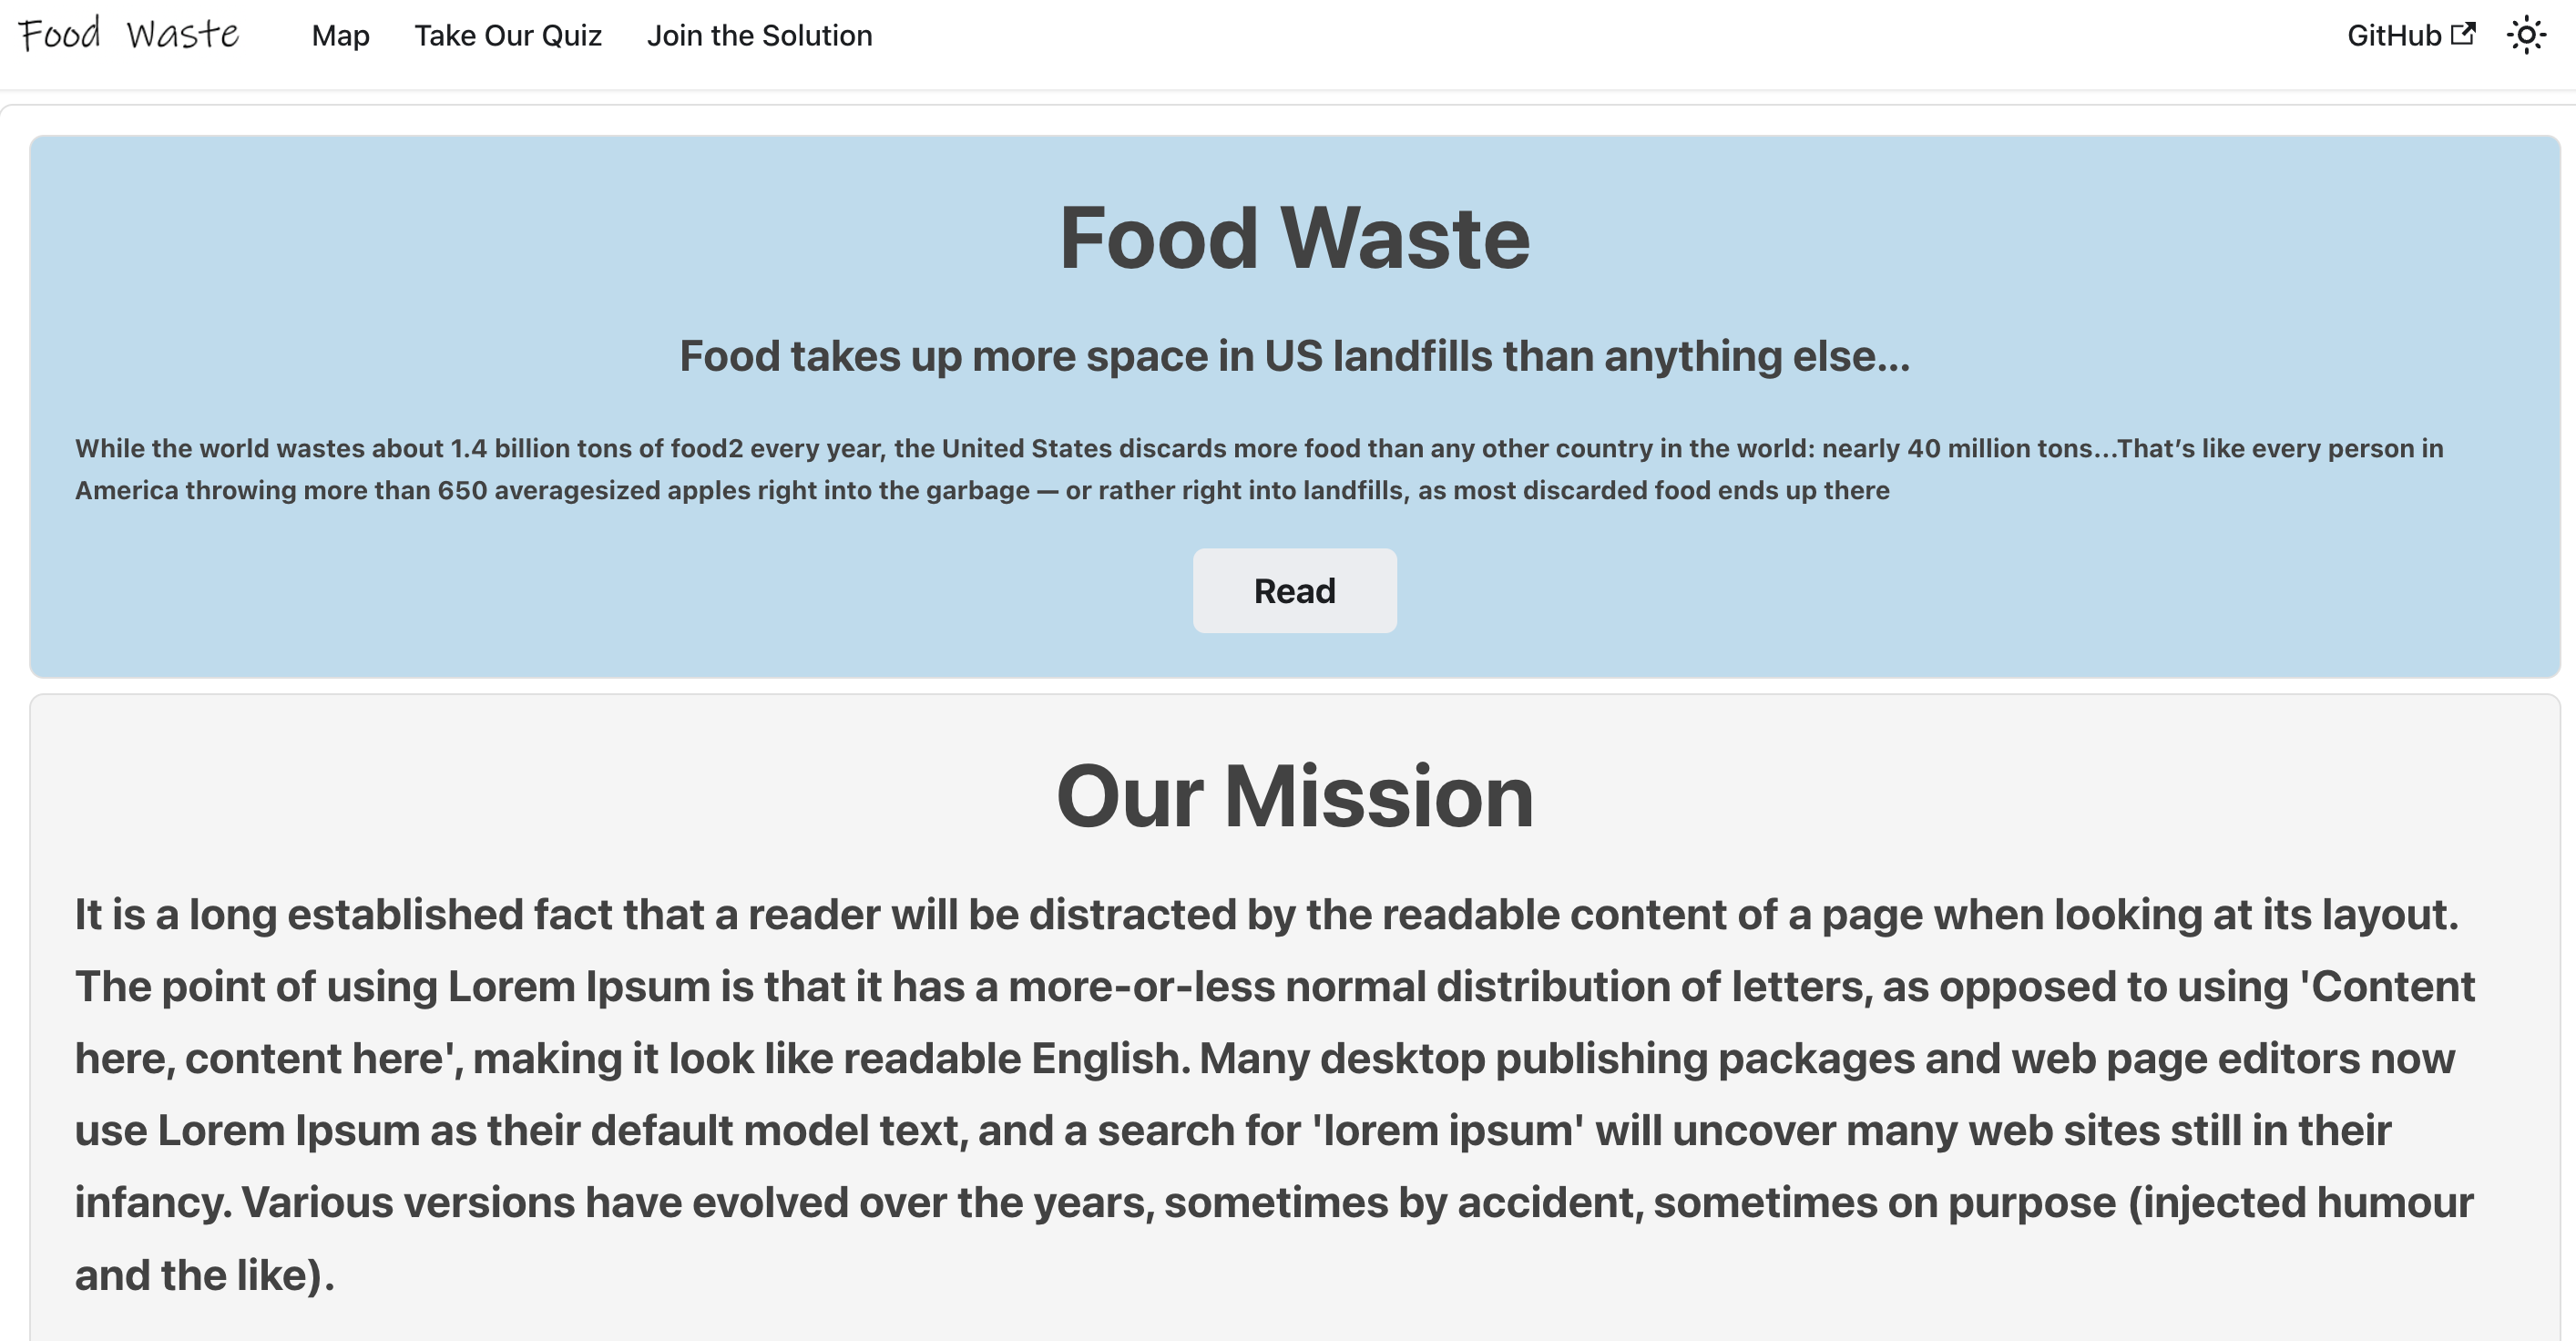 Food Waste
Map
Take Our Quiz
Join the Solution
GitHub
Food Waste
Food takes up more space in US landfills than anything else...
While the world wastes about 1.4 billion tons of food2 every year, the United States discards more food than any other country in the world: nearly 40 million tons...That’s like every person in
America throwing more than 650 averagesized apples right into the garbage — or rather right into landfills, as most discarded food ends up there
Read
Our Mission
It is a long established fact that a reader will be distracted by the readable content of a page when looking at its layout.
The point of using Lorem Ipsum is that it has a more-or-less normal distribution of letters, as opposed to using 'Content
here, content here', making it look like readable English. Many desktop publishing packages and web page editors now
use Lorem Ipsum as their default model text, and a search for 'lorem ipsum' will uncover many web sites still in their
infancy. Various versions have evolved over the years, sometimes by accident, sometimes on purpose (injected humour
and the like).